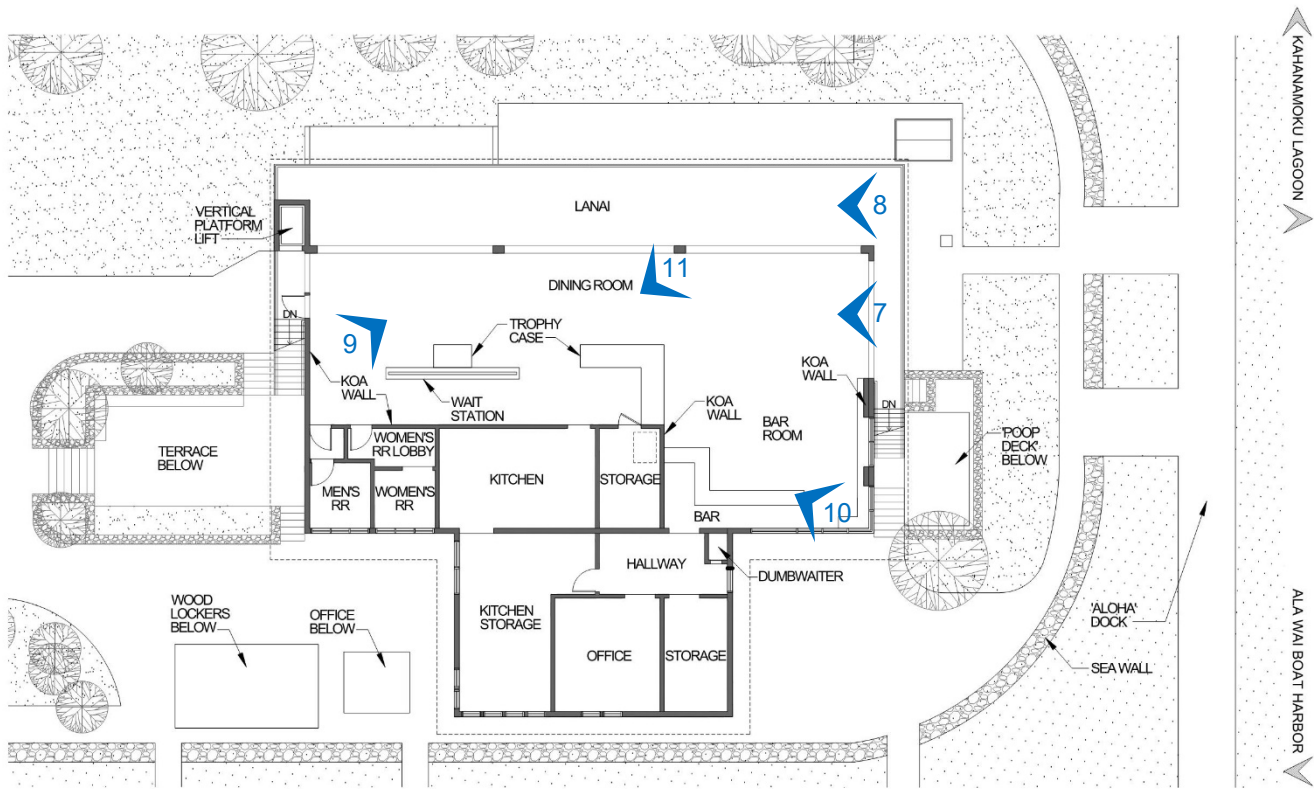 KAHANAMOKU LAGOON
VERTICAL
PLATFORM
LIFT
LANAI
8
11
DINING ROOM
7
DN
9
TROPHY
CASE
KOA
WALL
KOA
WALL
WAIT
STATION
KOA
WALL
DN
TERRACE
BELOW
WOMEN'S
RR LOBBY
BAR
ROOM
'POOP
DECK'
BELOW
MEN'S
RR
WOMEN'S
RR
KITCHEN
STORAGE
BAR
10
HALLWAY
DUMBWAITER
WOOD
LOCKERS
BELOW
OFFICE
BELOW
KITCHEN
STORAGE
OFFICE
STORAGE
'ALOHA'
DOCK
SEA WALL
ALA WAI BOAT HARBOR